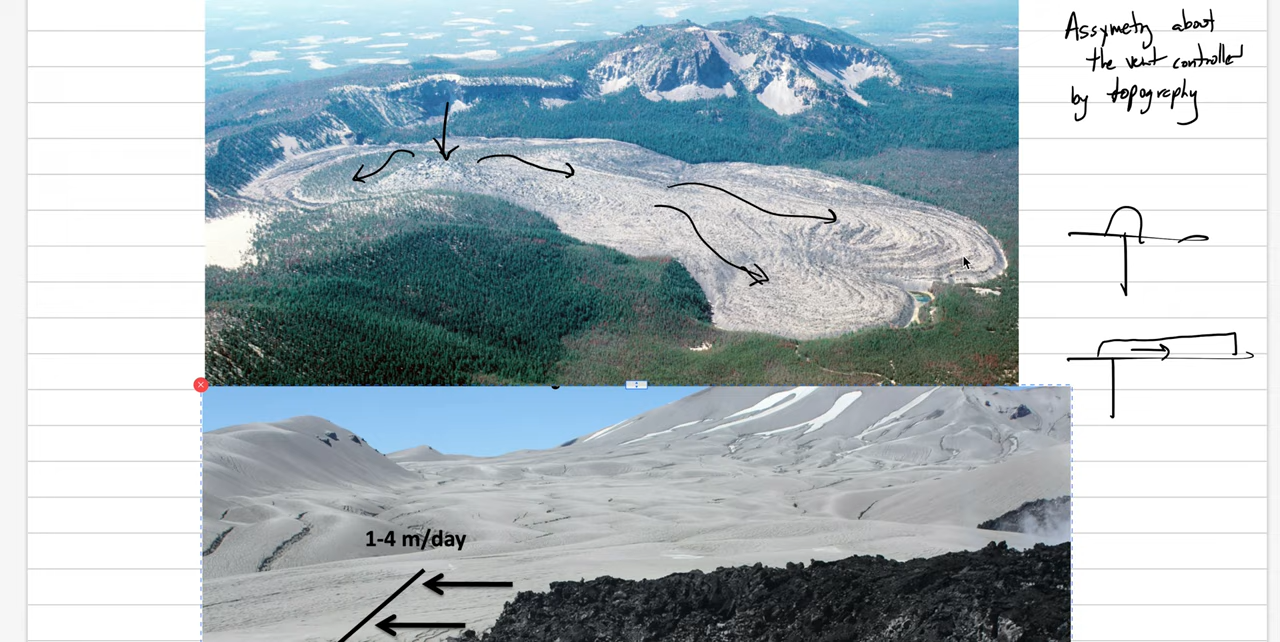 Assymetry about
the vent controlled
by topography
1-4 m/day